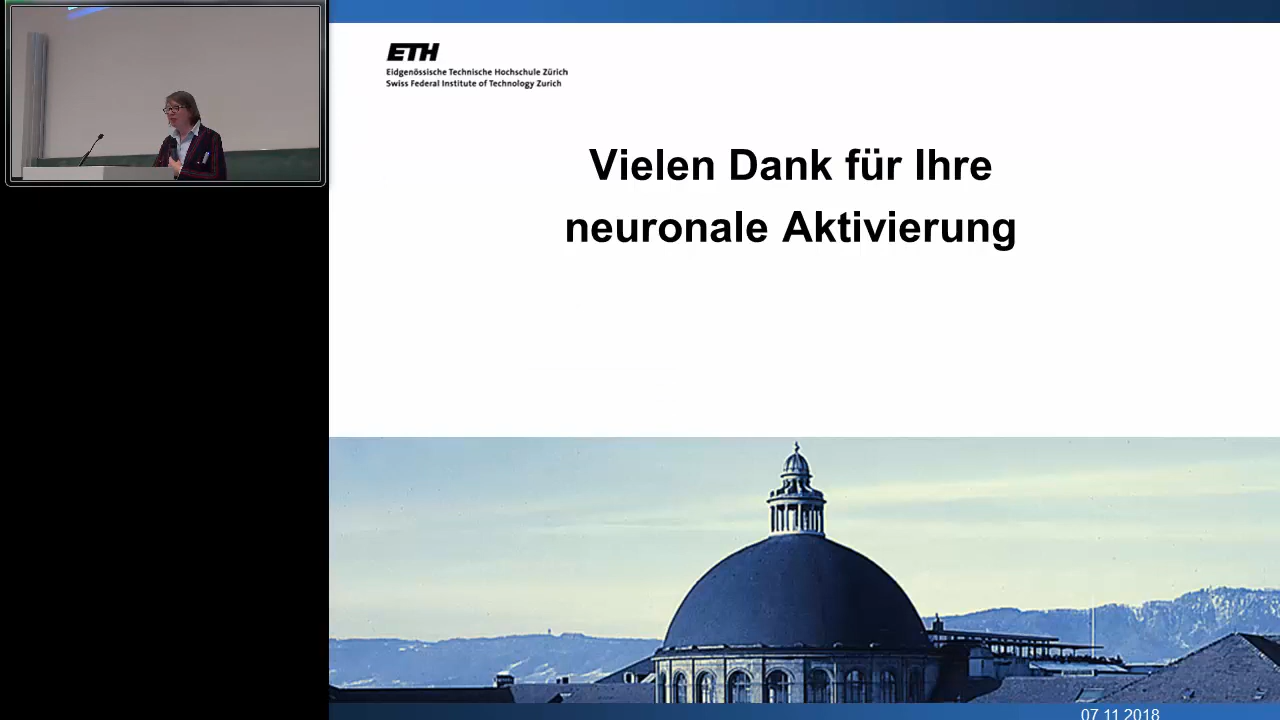 ETH
Eidgenössische Technische Hochschule Zürich
Swiss Federal Institute of Technology Zurich
Vielen Dank für Ihre
neuronale Aktivierung
07.11.2018